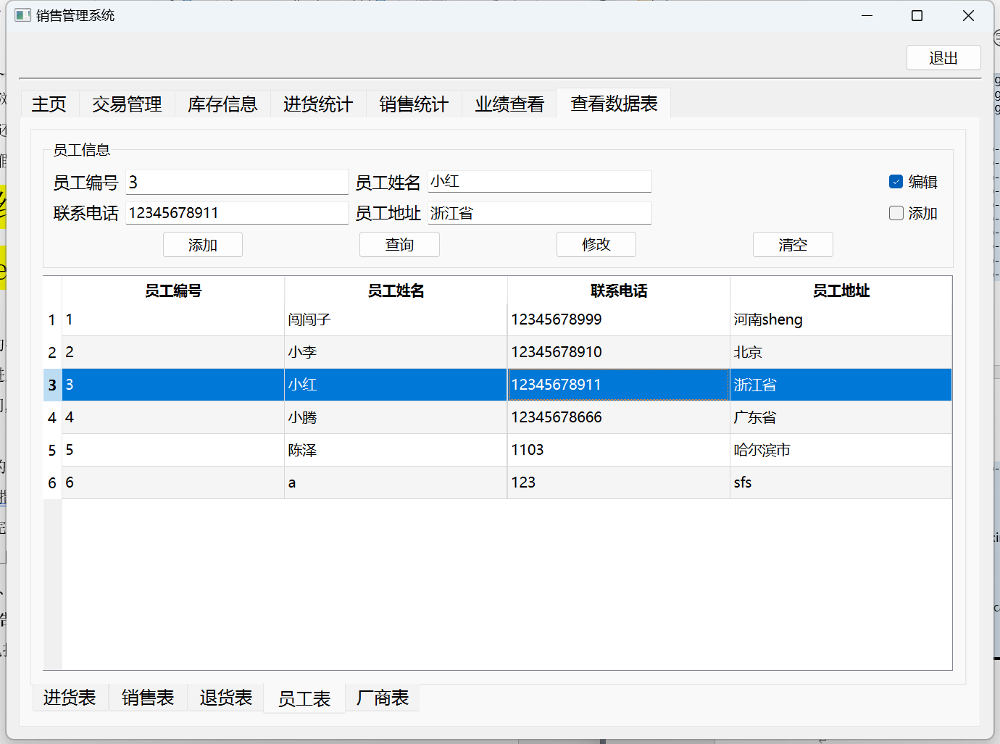 销售管理系统
退出
主页 交易管理 库存信息 进货统计 销售统计 业绩查看 查看数据表
员工信息
员工编号 3 员工姓名 小红 编辑
联系电话 12345678911 员工地址 浙江省 添加
添加 查询 修改 清空
员工编号 员工姓名 联系电话 员工地址
1 1 闯闯子 12345678999 河南sheng
2 2 小李 12345678910 北京
3 3 小红 12345678911 浙江省
4 4 小腾 12345678666 广东省
5 5 陈泽 1103 哈尔滨市
6 6 a 123 sfs
进货表 销售表 退货表 员工表 厂商表